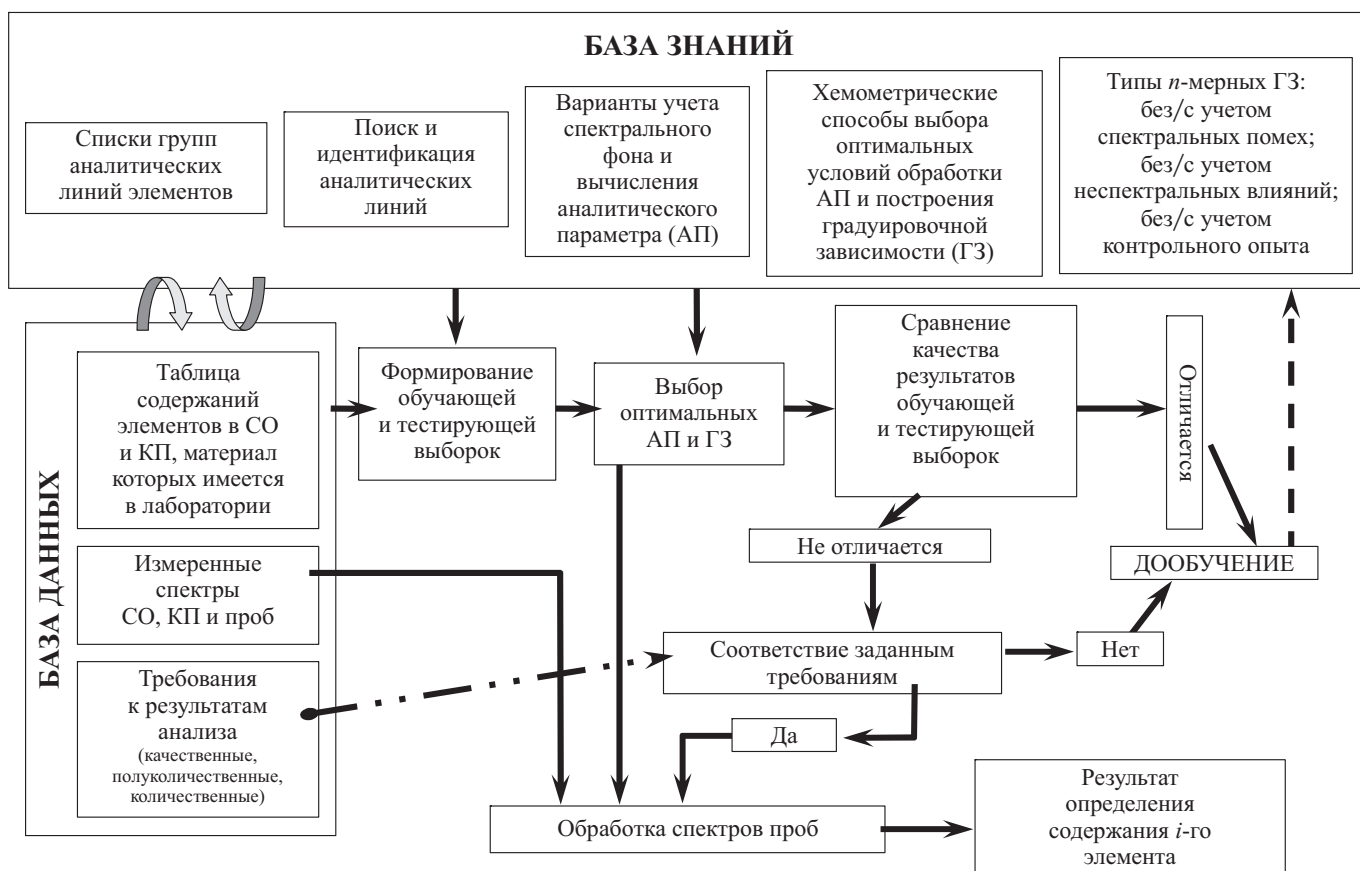 БАЗА ЗНАНИЙ
Списки групп
аналитических
линий элементов
Поиск и
идентификация
аналитических
линий
Варианты учета
спектрального
фона и
вычисления
аналитического
параметра (АП)
Хемометрические
способы выбора
оптимальных
условий обработки
АП и построения
градуировочной
зависимости (ГЗ)
Типы n-мерных ГЗ:
без/с учетом
спектральных помех;
без/с учетом
неспектральных влияний;
без/с учетом
контрольного опыта
БАЗА ДАННЫХ
Таблица
содержаний
элементов в СО
и КП, материал
которых имеется
в лаборатории
Измеренные
спектры
СО, КП и проб
Требования
к результатам
анализа
(качественные,
полуколичественные,
количественные)
Формирование
обучающей
и тестирующей
выборок
Выбор
оптимальных
АП и ГЗ
Сравнение
качества
результатов
обучающей
и тестирующей
выборок
Отличается
Не отличается
ДООБУЧЕНИЕ
Соответствие заданным
требованиям
Нет
Да
Обработка спектров проб
Результат
определения
содержания i-го
элемента